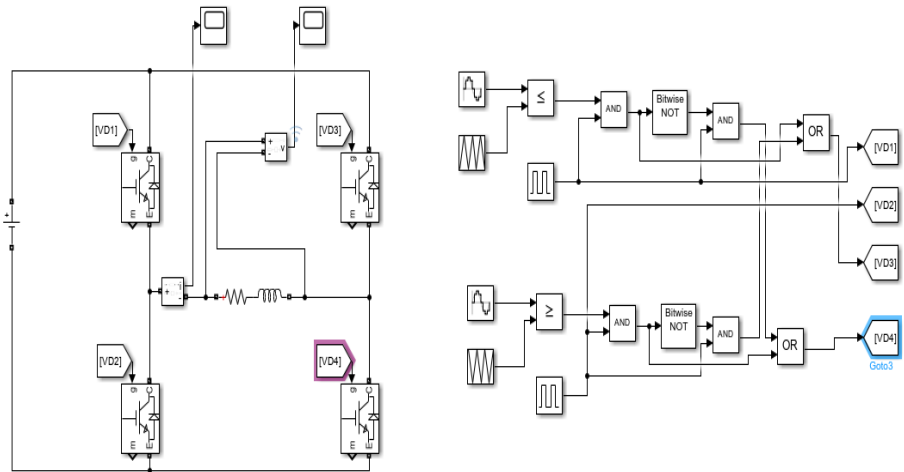 [VD1]
[VD3]
+
-
v
g C
m E
g C
m E
+
+
-
+
[VD2]
[VD4]
g C
m E
g C
m E
≤
AND
Bitwise
NOT
AND
OR
[VD1]
[VD2]
[VD3]
≥
AND
Bitwise
NOT
AND
OR
[VD4]
Goto3